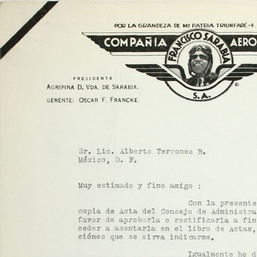 POR LA GRANDEZA DE MI PATRIA TRIUNFARÉ.-F.
COMPAÑIA AERO
FRANCISCO SARABIA
S.A.
PRESIDENTA
AGRIPINA D. VDA. DE SARABIA.
GERENTE: OSCAR F. FRANCKE.
Sr. Lic. Alberto Terrones B.
México, D. F.
Muy estimado y fino amigo :
Con la presente
copia de Acta del Consejo de Administra
favor de aprobarla o rectificarla a fin
ceder a asentarla en el libro de Actas,
ciónes que se sirva indicarme.
Igualmente he d